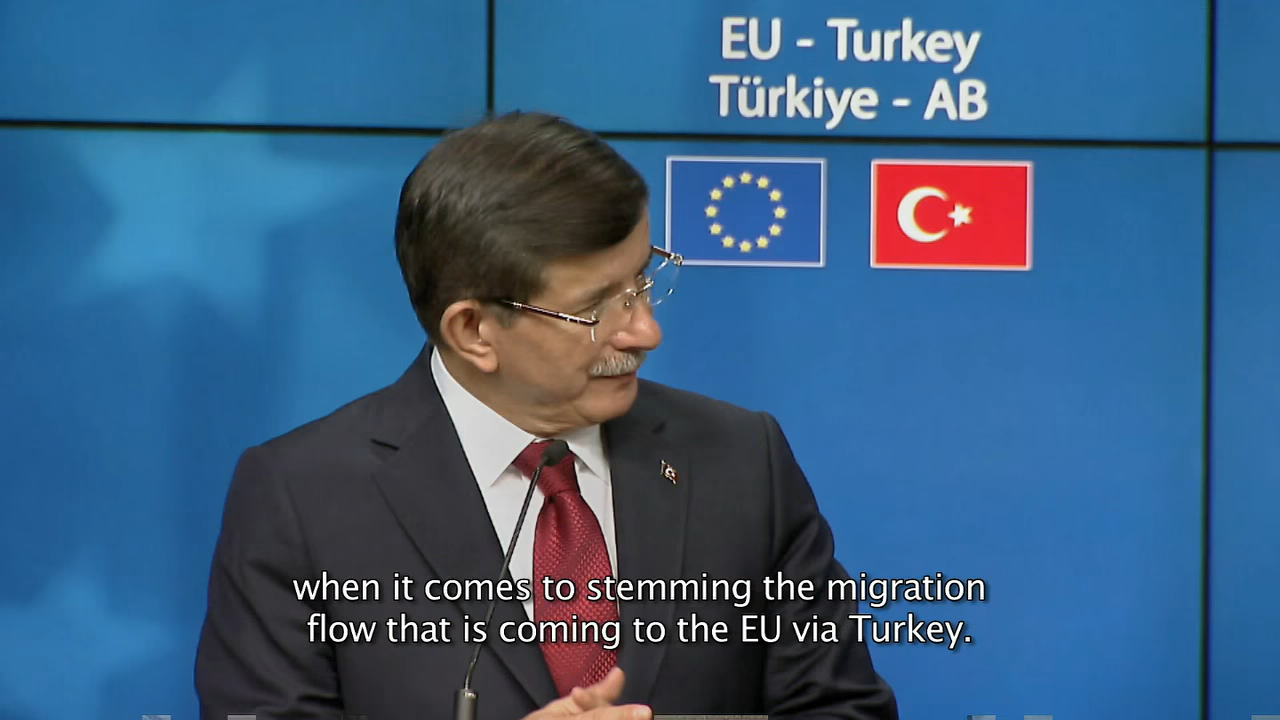 EU - Turkey
Türkiye - AB
when it comes to stemming the migration
flow that is coming to the EU via Turkey.